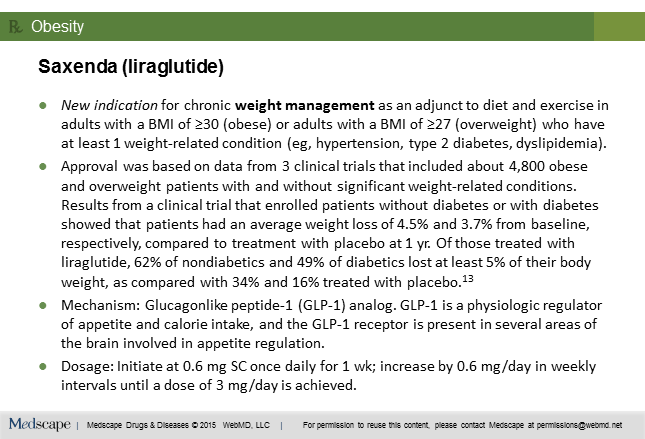 ℞ Obesity
Saxenda (liraglutide)
● New indication for chronic weight management as an adjunct to diet and exercise in
adults with a BMI of ≥30 (obese) or adults with a BMI of ≥27 (overweight) who have
at least 1 weight-related condition (eg, hypertension, type 2 diabetes, dyslipidemia).
● Approval was based on data from 3 clinical trials that included about 4,800 obese
and overweight patients with and without significant weight-related conditions.
Results from a clinical trial that enrolled patients without diabetes or with diabetes
showed that patients had an average weight loss of 4.5% and 3.7% from baseline,
respectively, compared to treatment with placebo at 1 yr. Of those treated with
liraglutide, 62% of nondiabetics and 49% of diabetics lost at least 5% of their body
weight, as compared with 34% and 16% treated with placebo.13
● Mechanism: Glucagonlike peptide-1 (GLP-1) analog. GLP-1 is a physiologic regulator
of appetite and calorie intake, and the GLP-1 receptor is present in several areas of
the brain involved in appetite regulation.
● Dosage: Initiate at 0.6 mg SC once daily for 1 wk; increase by 0.6 mg/day in weekly
intervals until a dose of 3 mg/day is achieved.
Medscape | Medscape Drugs & Diseases © 2015 WebMD, LLC | For permission to reuse this content, please contact Medscape at permissions@webmd.net